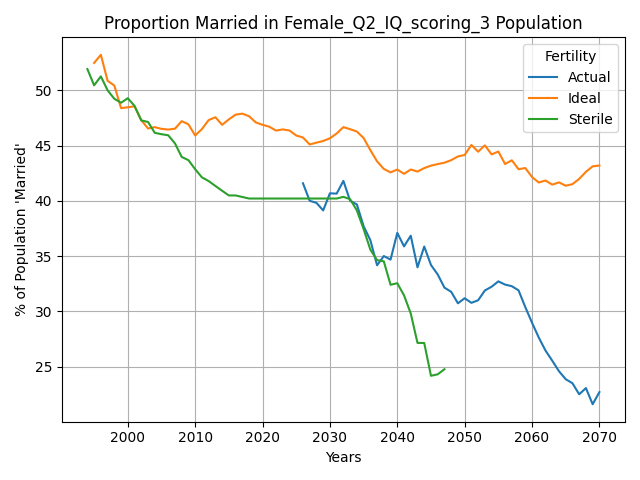 Proportion Married in Female_Q2_IQ_scoring_3 Population
Fertility
Actual
Ideal
Sterile
% of Population 'Married'
50
45
40
35
30
25
2000
2010
2020
2030
2040
2050
2060
2070
Years